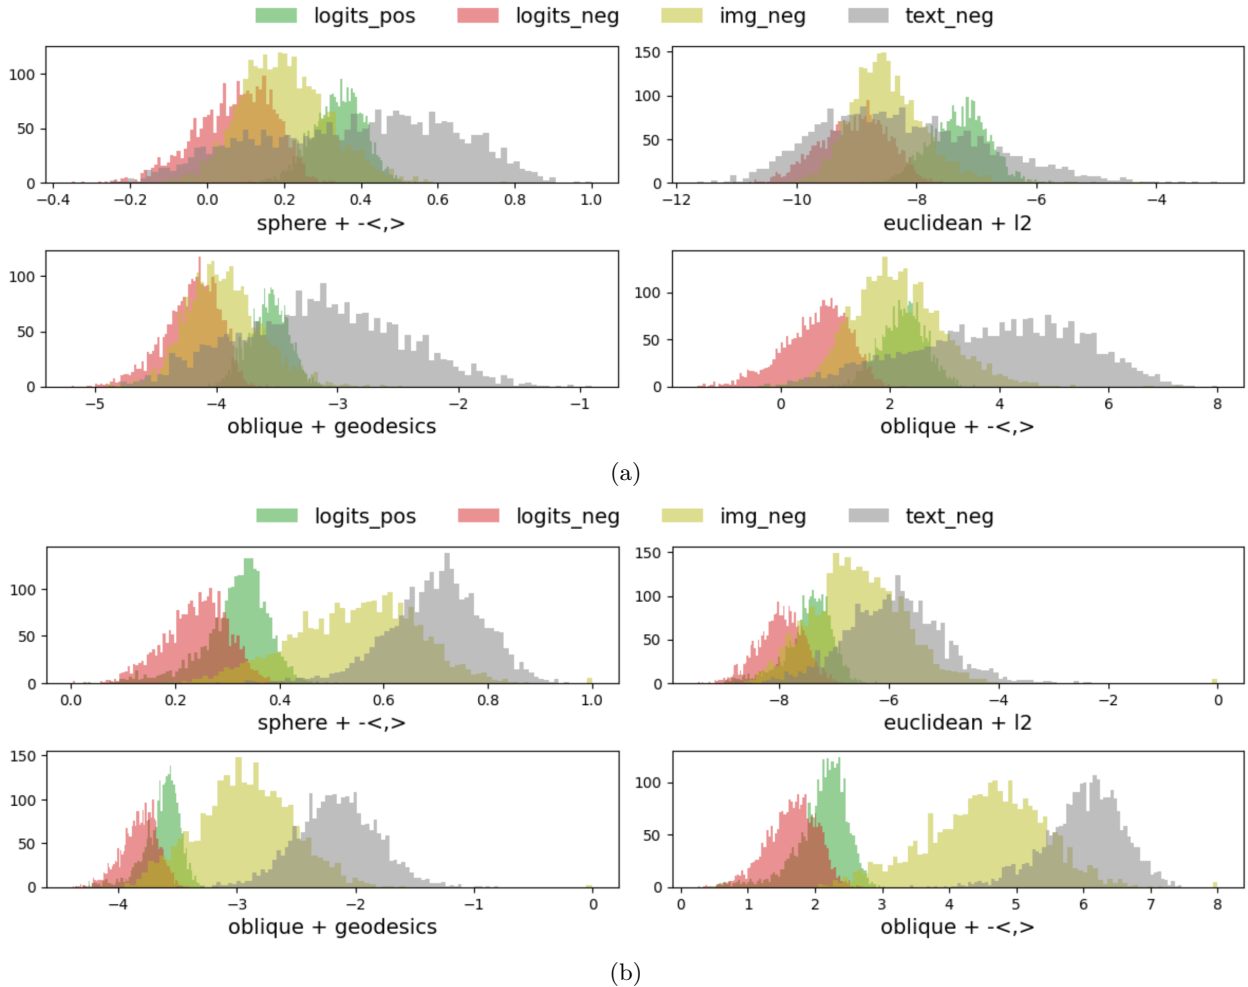 logits_pos logits_neg img_neg text_neg
100
50
0
−0.4 −0.2 0.0 0.2 0.4 0.6 0.8 1.0
sphere + -<,>
150
100
50
0
−12 −10 −8 −6 −4
euclidean + l2
100
50
0
−5 −4 −3 −2 −1
oblique + geodesics
100
50
0
0 2 4 6 8
oblique + -<,>
(a)
logits_pos logits_neg img_neg text_neg
100
50
0
0.0 0.2 0.4 0.6 0.8 1.0
sphere + -<,>
150
100
50
0
−8 −6 −4 −2 0
euclidean + l2
150
100
50
0
−4 −3 −2 −1 0
oblique + geodesics
100
50
0
0 1 2 3 4 5 6 7 8
oblique + -<,>
(b)